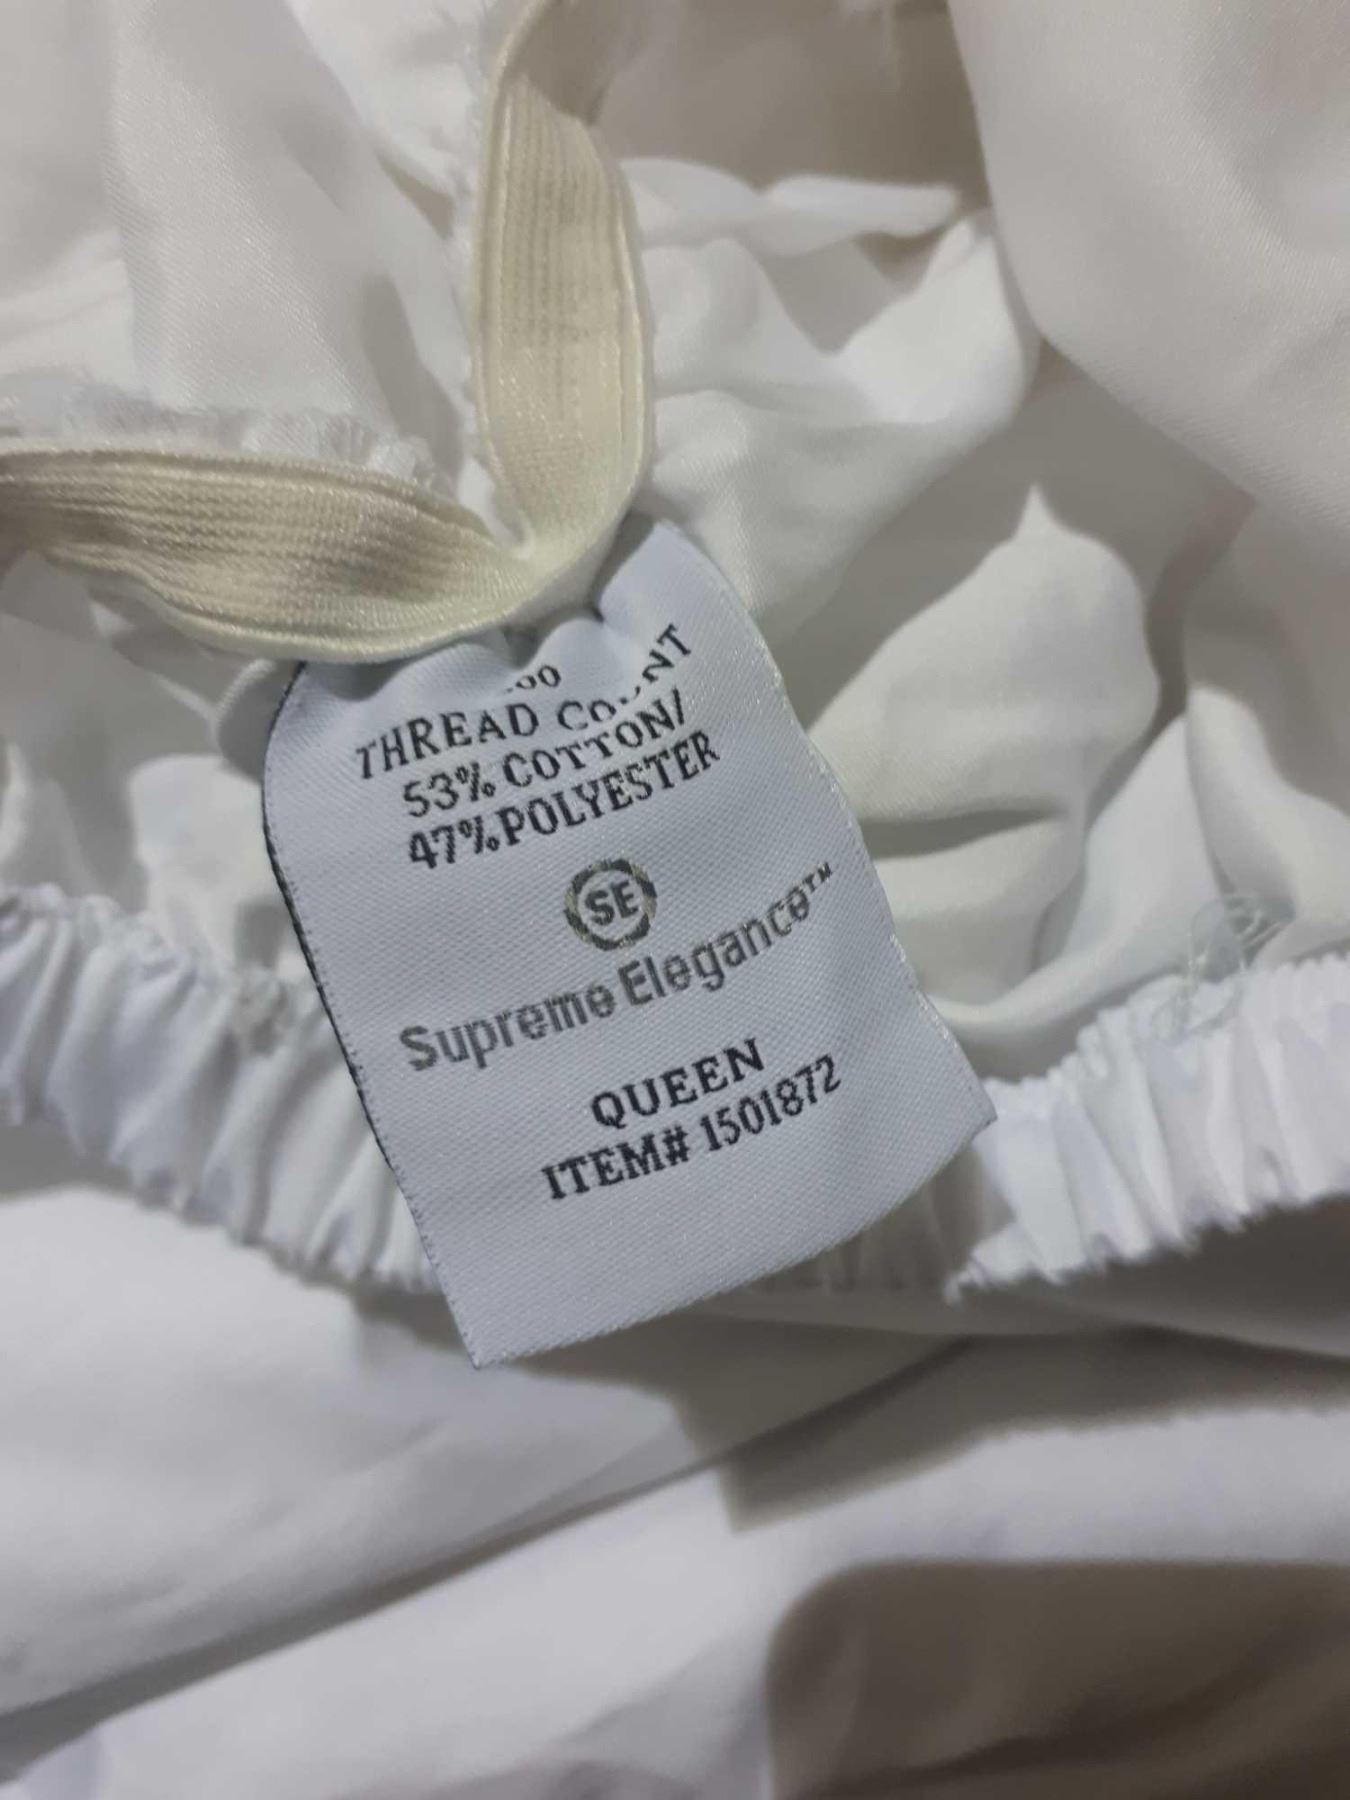 THREAD COUNT
53% COTTON/
47% POLYESTER
SE
Supreme Elegance™
QUEEN
ITEM# 1501872